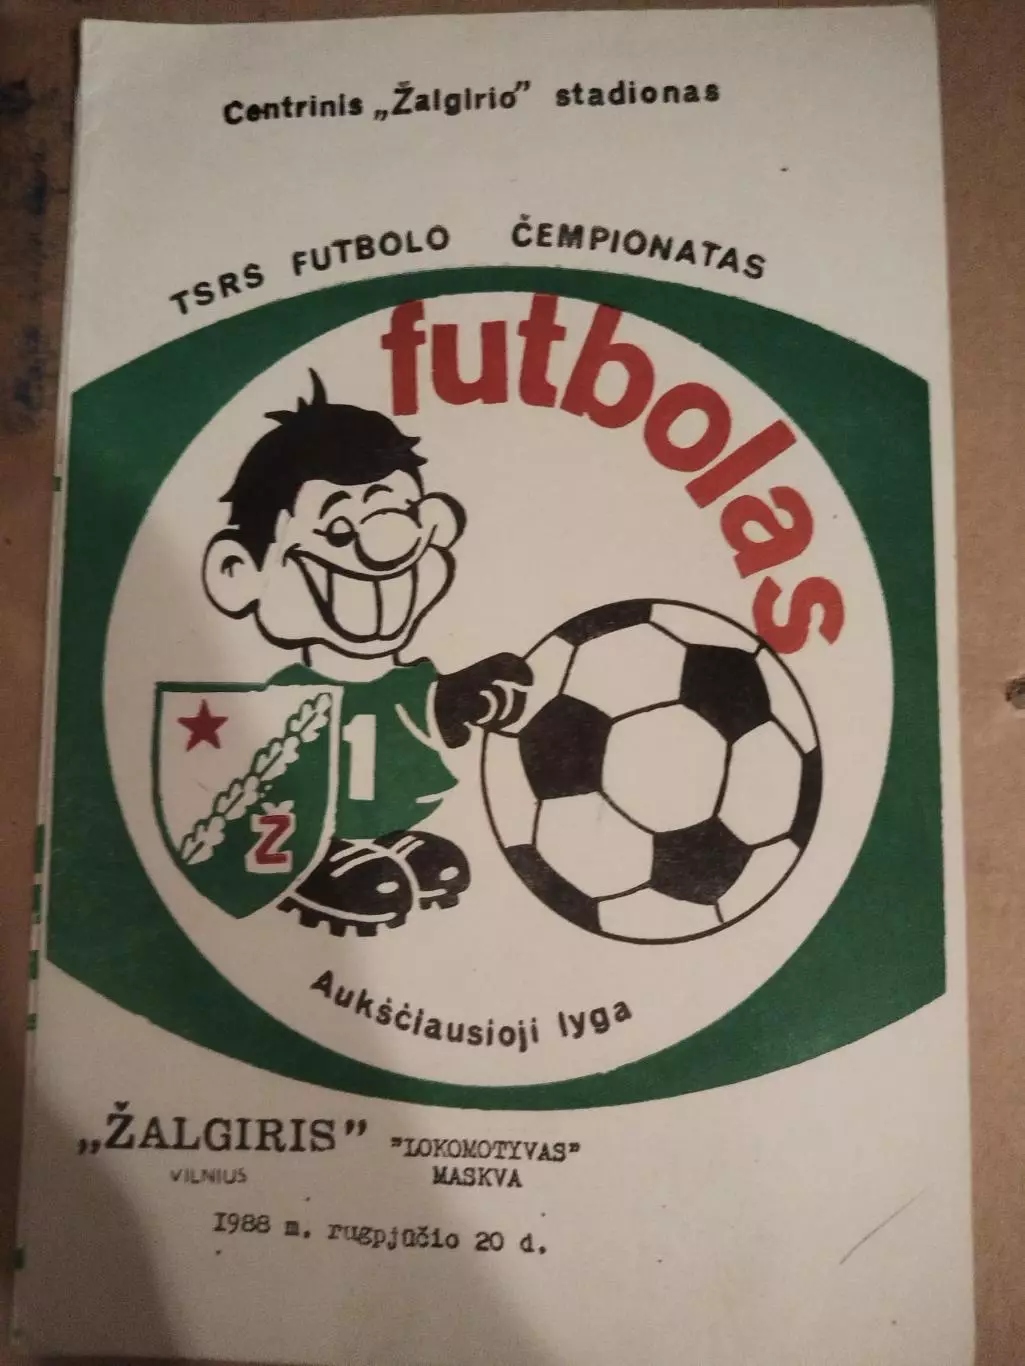 Centrinis „Žalgirio” stadionas
TSRS FUTBOLO ČEMPIONATAS
futbolas
1
Ž
Aukščiausioji lyga
„ŽALGIRIS” "LOKOMOTYVAS"
VILNIUS MASKVA
1988 m. rugpjūčio 20 d.